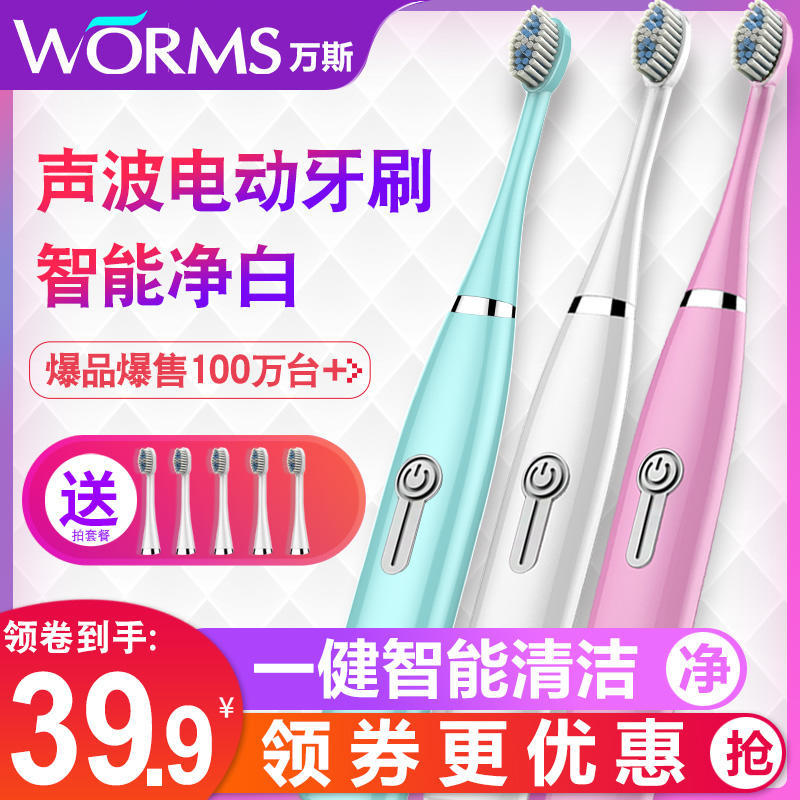 WORMS万斯
声波电动牙刷
智能净白
爆品爆售100万台+
送
拍套餐
领卷到手:
39.9¥
一健智能清洁 净
领券更优惠 抢